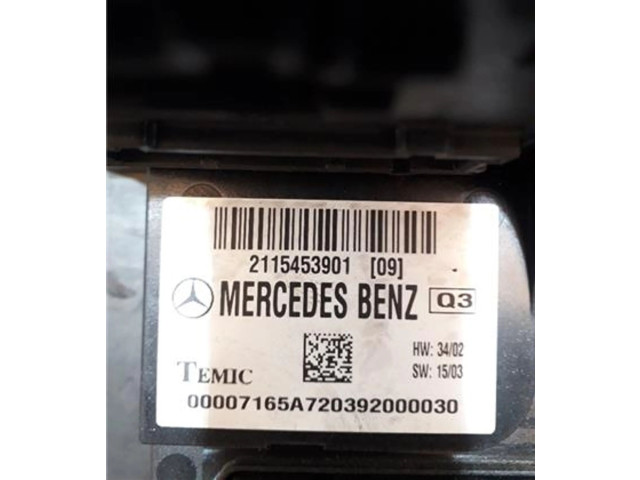 2115453901 [09]
MERCEDES BENZ Q3
HW: 34/02
TEMIC SW: 15/03
00007165A720392000030